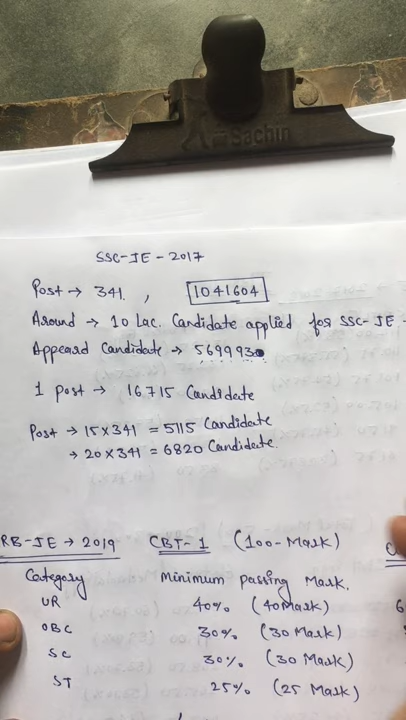 Sachin
SSC-JE-2017
Post → 341. , 1041604
Around → 10 Lac. Candidate applied for SSC-JE-
Appeard Candidate → 569993
1 post → 16715 Candidate
Post → 15×341 = 5115 Candidate
→ 20×341 = 6820 Candidate.
RB-JE → 2019 CBT-1 (100-Mark)
Category Minimum passing Mark.
UR 40% (40 Mark)
OBC 30% (30 Mark)
SC 30% (30 Mark)
ST 25% (25 Mark)